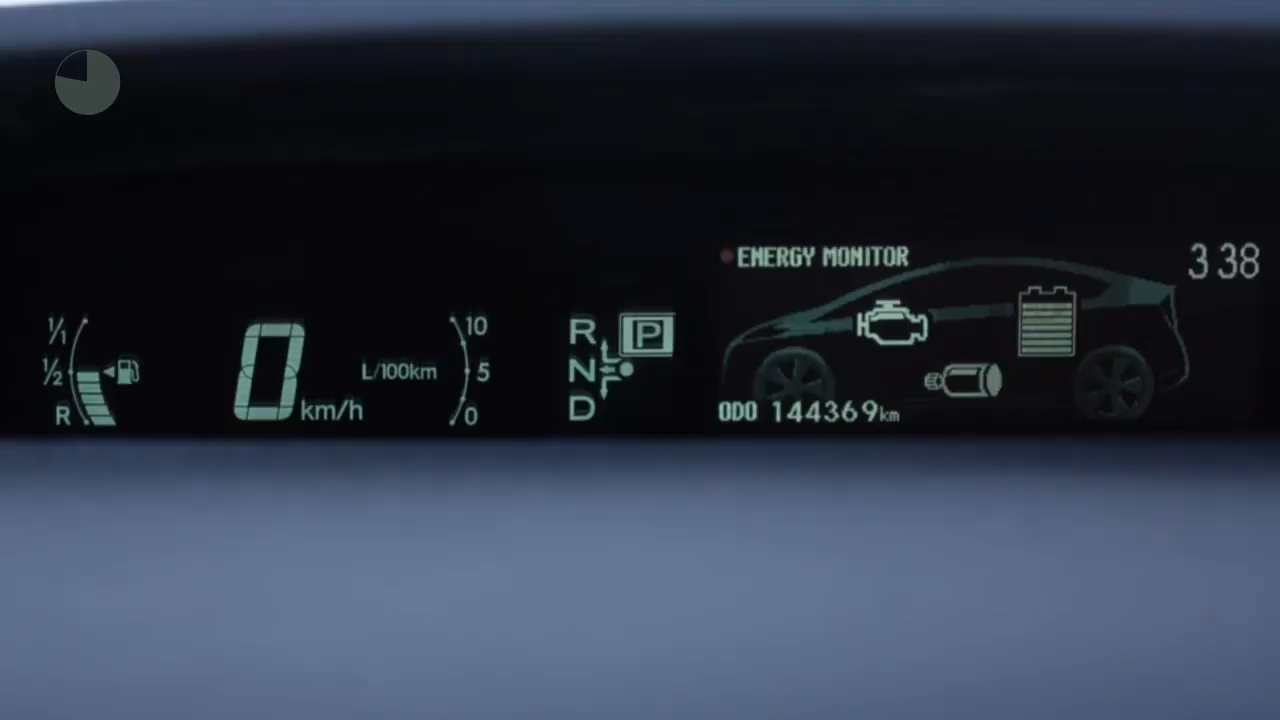 ENERGY MONITOR
3 38
1/1
1/2
R
0
km/h
L/100km
10
5
0
R
P
N
D
ODO 144369km